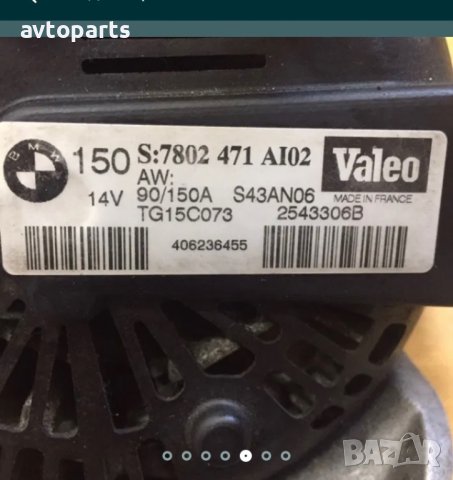 avtoparts
BMW 150 S:7802 471 AI02 Valeo
AW:
14V 90/150A S43AN06 MADE IN FRANCE
TG15C073 2543306B
406236455
BAZAR